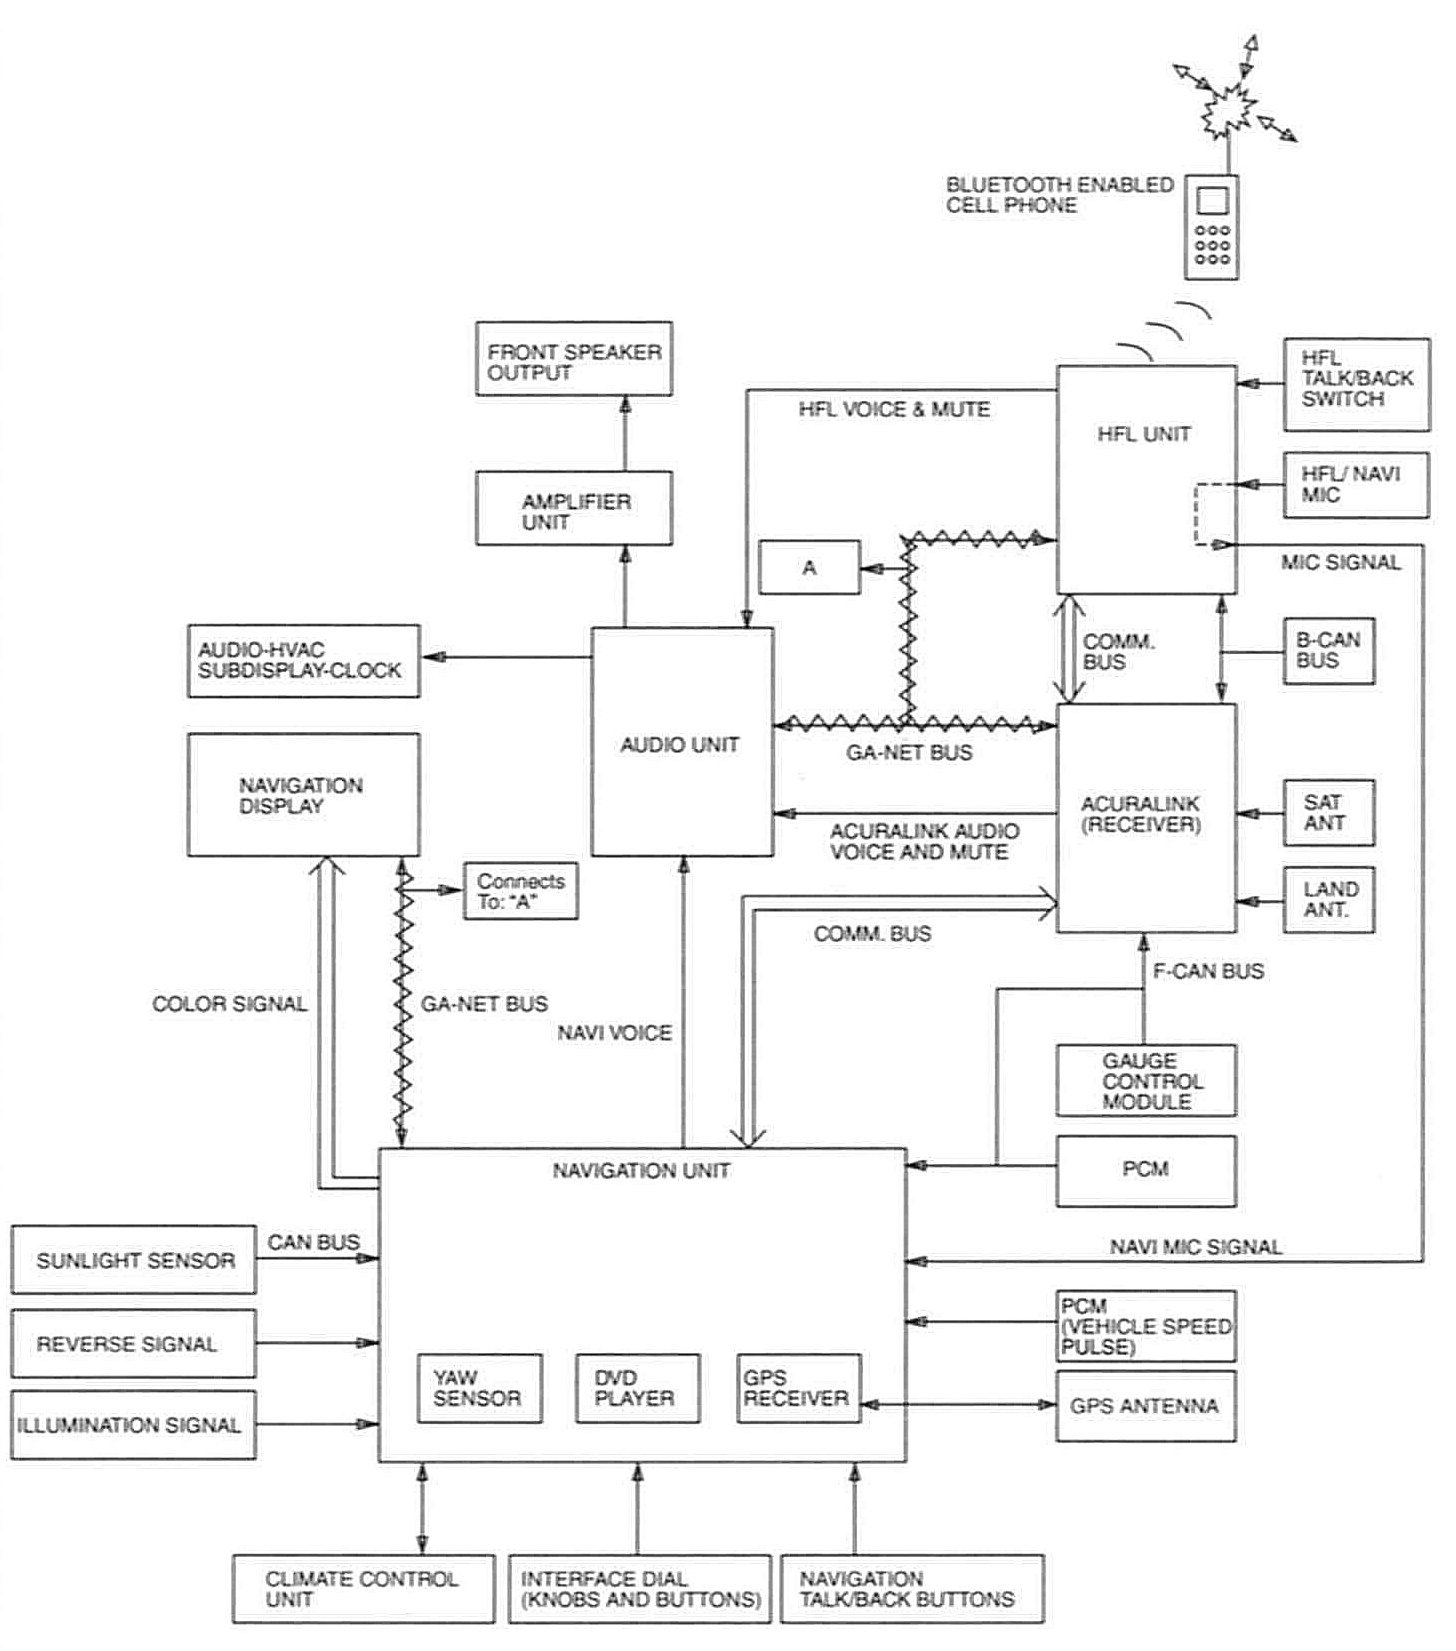 BLUETOOTH ENABLED
CELL PHONE
FRONT SPEAKER
OUTPUT
HFL
TALK/BACK
SWITCH
HFL VOICE & MUTE
HFL UNIT
HFL/ NAVI
MIC
AMPLIFIER
UNIT
A
MIC SIGNAL
AUDIO-HVAC
SUBDISPLAY-CLOCK
COMM.
BUS
B-CAN
BUS
AUDIO UNIT
GA-NET BUS
NAVIGATION
DISPLAY
ACURALINK
(RECEIVER)
SAT
ANT
ACURALINK AUDIO
VOICE AND MUTE
Connects
To: "A"
LAND
ANT.
COMM. BUS
F-CAN BUS
COLOR SIGNAL
GA-NET BUS
NAVI VOICE
GAUGE
CONTROL
MODULE
NAVIGATION UNIT
PCM
SUNLIGHT SENSOR
CAN BUS
NAVI MIC SIGNAL
REVERSE SIGNAL
PCM
(VEHICLE SPEED
PULSE)
YAW
SENSOR
DVD
PLAYER
GPS
RECEIVER
GPS ANTENNA
ILLUMINATION SIGNAL
CLIMATE CONTROL
UNIT
INTERFACE DIAL
(KNOBS AND BUTTONS)
NAVIGATION
TALK/BACK BUTTONS